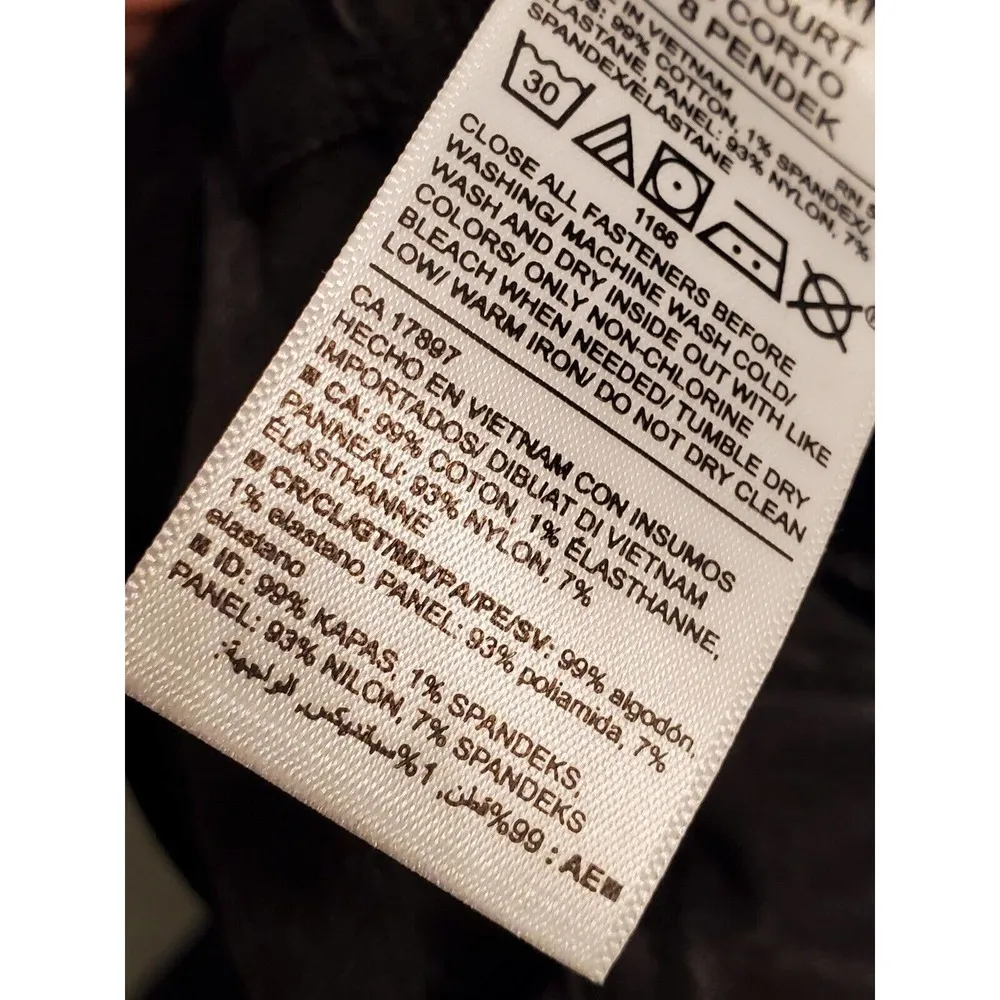 OURT
CORTO
8 PENDEK
RN 5
IN VIETNAM
99% COTTON, 1% SPANDEX/
ELASTANE, PANEL: 93% NYLON, 7%
SPANDEX/ELASTANE
30
1166
CLOSE ALL FASTENERS BEFORE
WASHING/ MACHINE WASH COLD/
WASH AND DRY INSIDE OUT WITH LIKE
COLORS/ ONLY NON-CHLORINE
BLEACH WHEN NEEDED/ TUMBLE DRY
LOW/ WARM IRON/ DO NOT DRY CLEAN
CA 17897
HECHO EN VIETNAM CON INSUMOS
IMPORTADOS/ DIBUAT DI VIETNAM
CA: 99% COTON, 1% ÉLASTHANNE,
PANNEAU: 93% NYLON, 7%
ÉLASTHANNE
CR/CL/GT/MX/PA/PE/SV: 99% algodón,
1% elastano, PANEL: 93% poliamida, 7%
elastano
ID: 99% KAPAS, 1% SPANDEKS,
PANEL: 93% NILON, 7% SPANDEKS
AE : 99%قطن, 1%سبانديكس, الواجهة: